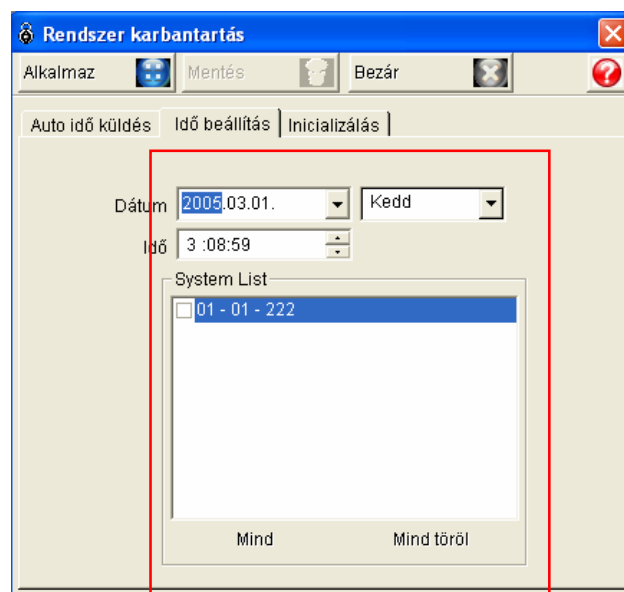 Rendszer karbantartás
Alkalmaz Mentés Bezár
Auto idő küldés Idő beállítás Inicializálás
Dátum 2005.03.01. Kedd
Idő 3 :08:59
System List
01 - 01 - 222
Mind Mind töröl